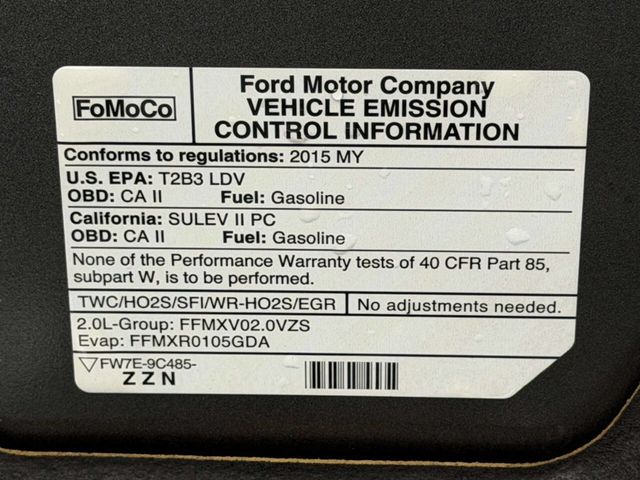 FoMoCo
Ford Motor Company
VEHICLE EMISSION
CONTROL INFORMATION
Conforms to regulations: 2015 MY
U.S. EPA: T2B3 LDV
OBD: CA II Fuel: Gasoline
California: SULEV II PC
OBD: CA II Fuel: Gasoline
None of the Performance Warranty tests of 40 CFR Part 85,
subpart W, is to be performed.
TWC/HO2S/SFI/WR-HO2S/EGR No adjustments needed.
2.0L-Group: FFMXV02.0VZS
Evap: FFMXR0105GDA
FW7E-9C485-
ZZN